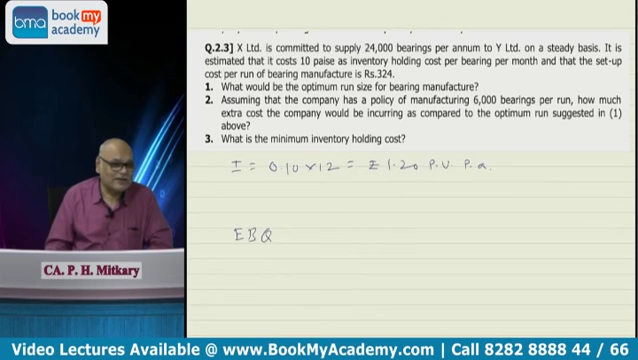 bma book my
academy
Q.2.3] X Ltd. is committed to supply 24,000 bearings per annum to Y Ltd. on a steady basis. It is
estimated that it costs 10 paise as inventory holding cost per bearing per month and that the set-up
cost per run of bearing manufacture is Rs.324.
1. What would be the optimum run size for bearing manufacture?
2. Assuming that the company has a policy of manufacturing 6,000 bearings per run, how much
extra cost the company would be incurring as compared to the optimum run suggested in (1)
above?
3. What is the minimum inventory holding cost?
I = 0.10 x 12 = ₹ 1.20 P.U. P.a.
EBQ
CA. P. H. Mitkary
Video Lectures Available @ www.BookMyAcademy.com | Call 8282 8888 44 / 66